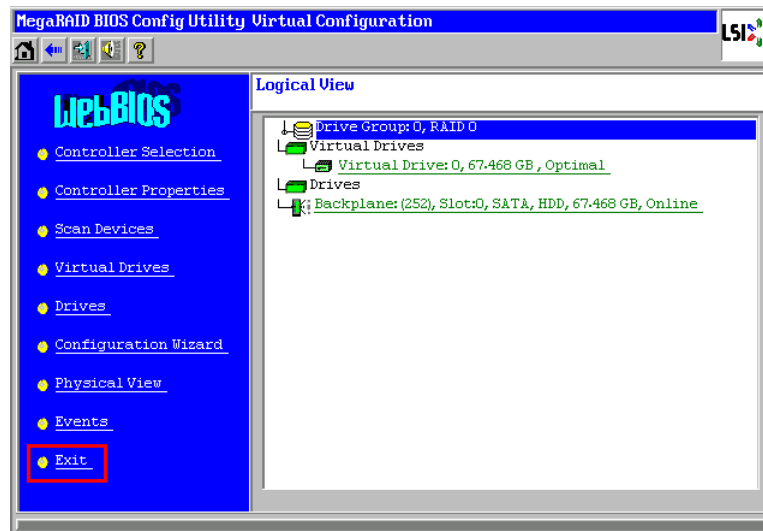 MegaRAID BIOS Config Utility Virtual Configuration
LSI
?
WebBIOS
Controller Selection
Controller Properties
Scan Devices
Virtual Drives
Drives
Configuration Wizard
Physical View
Events
Exit
Logical View
Drive Group: 0, RAID 0
Virtual Drives
Virtual Drive: 0, 67.468 GB , Optimal
Drives
Backplane: (252), Slot:0, SATA, HDD, 67.468 GB, Online